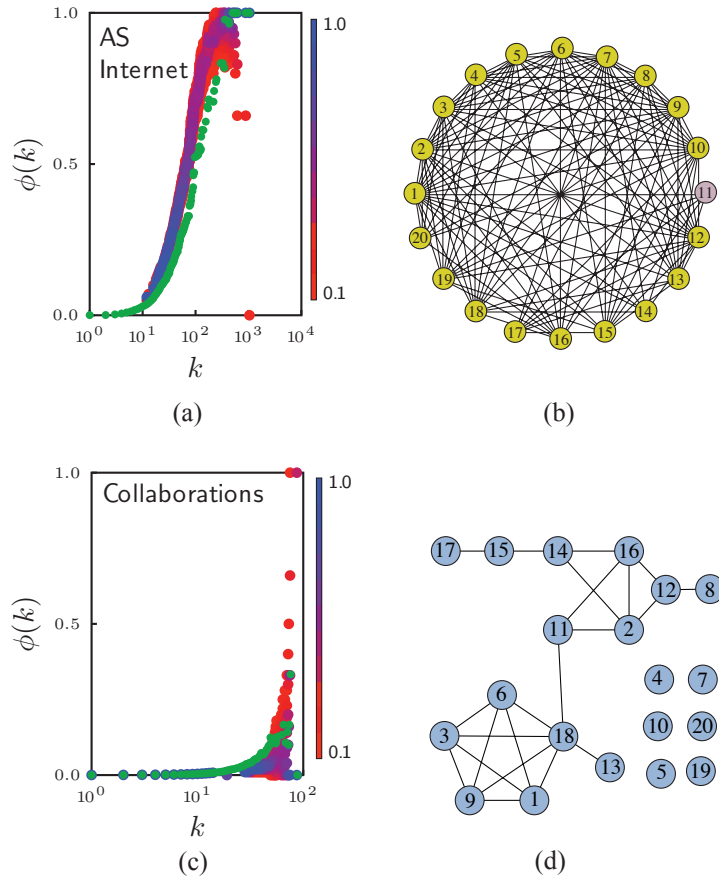 AS
Internet
1.0
0.5
0.0
ϕ(k)
10⁰ 10¹ 10² 10³ 10⁴
k
1.0
0.1
(a)
1
2
3
4
5
6
7
8
9
10
11
12
13
14
15
16
17
18
19
20
(b)
Collaborations
1.0
0.5
0.0
ϕ(k)
10⁰ 10¹ 10²
k
1.0
0.1
(c)
17 15 14 16
12 8
11 2
4 7
6
10 20
3 18
13
5 19
9 1
(d)